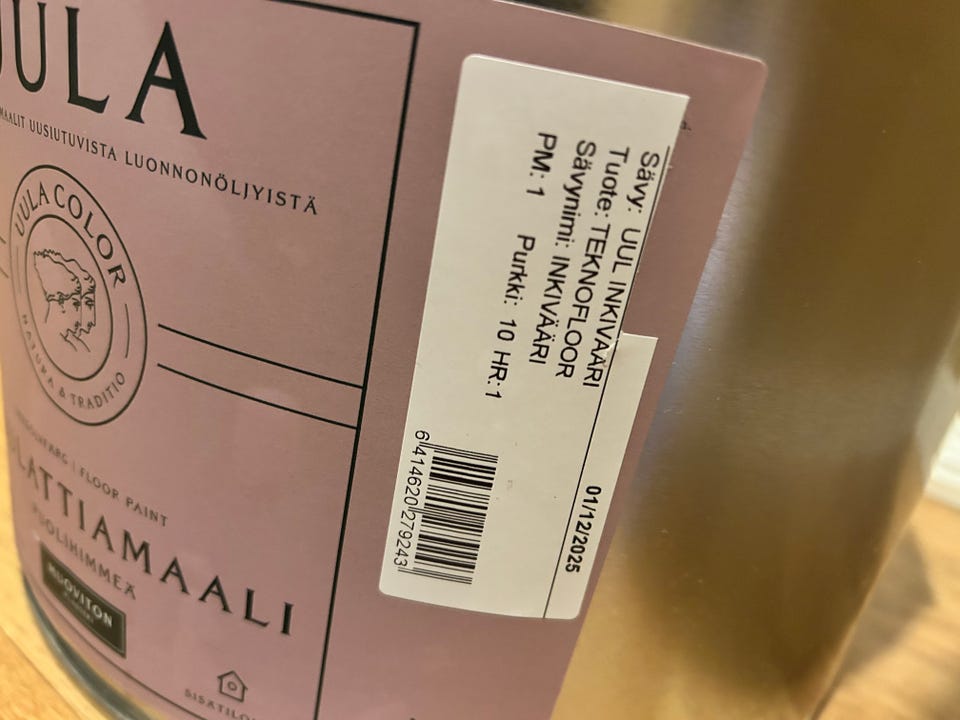 UULA
MAALIT UUSIUTUVISTA LUONNONÖLJYISTÄ
UULA COLOR
NATURA & TRADITIO
FLOOR PAINT
LATTIAMAALI
PUOLIHIMMEÄ
MUOVITON
Sävy: UUL INKIVÄÄRI
Tuote: TEKNOFLOOR
Sävynimi: INKIVÄÄRI
PM: 1 Purkki: 10 HR:1
01/12/2025
6414620279243